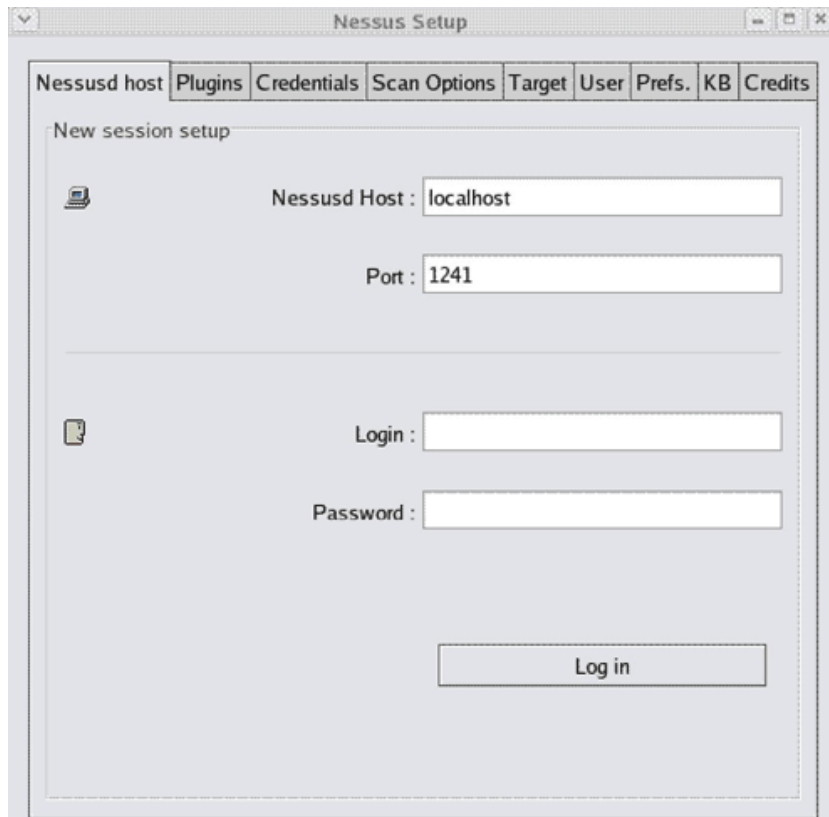 Nessus Setup
Nessusd host Plugins Credentials Scan Options Target User Prefs. KB Credits
New session setup
Nessusd Host : localhost
Port : 1241
Login :
Password :
Log in